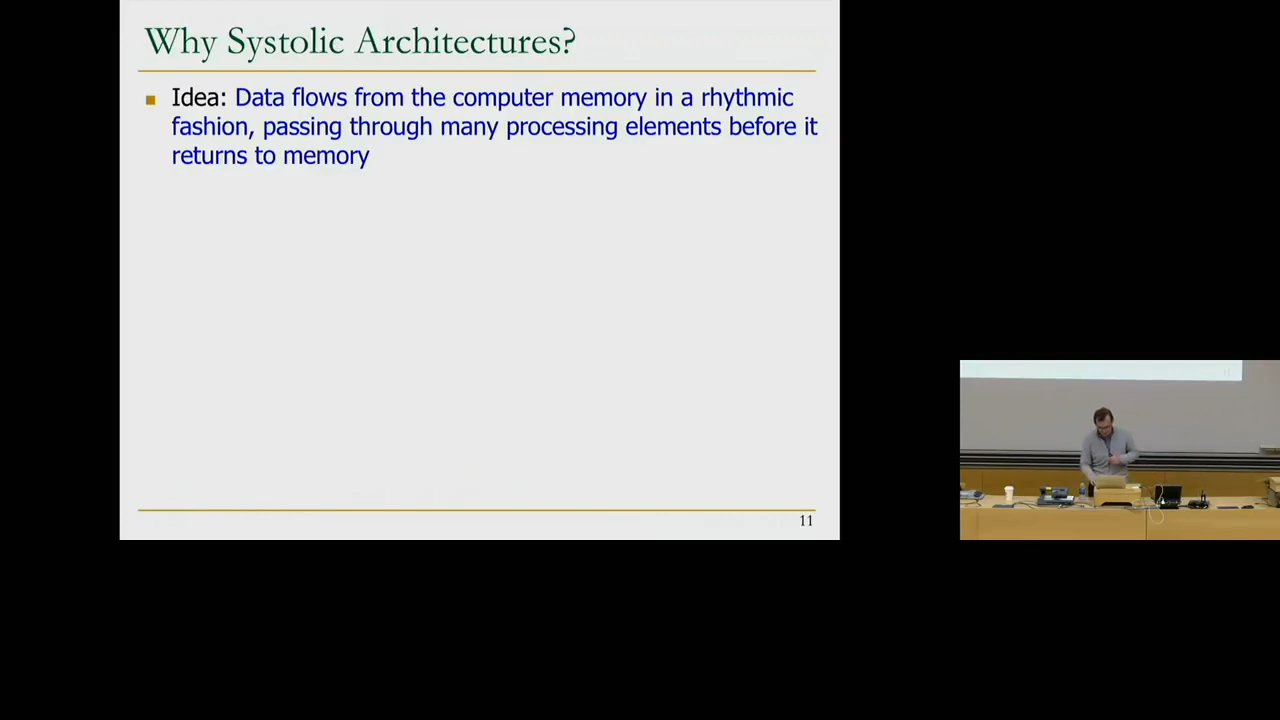 Why Systolic Architectures?
Idea: Data flows from the computer memory in a rhythmic
fashion, passing through many processing elements before it
returns to memory
11